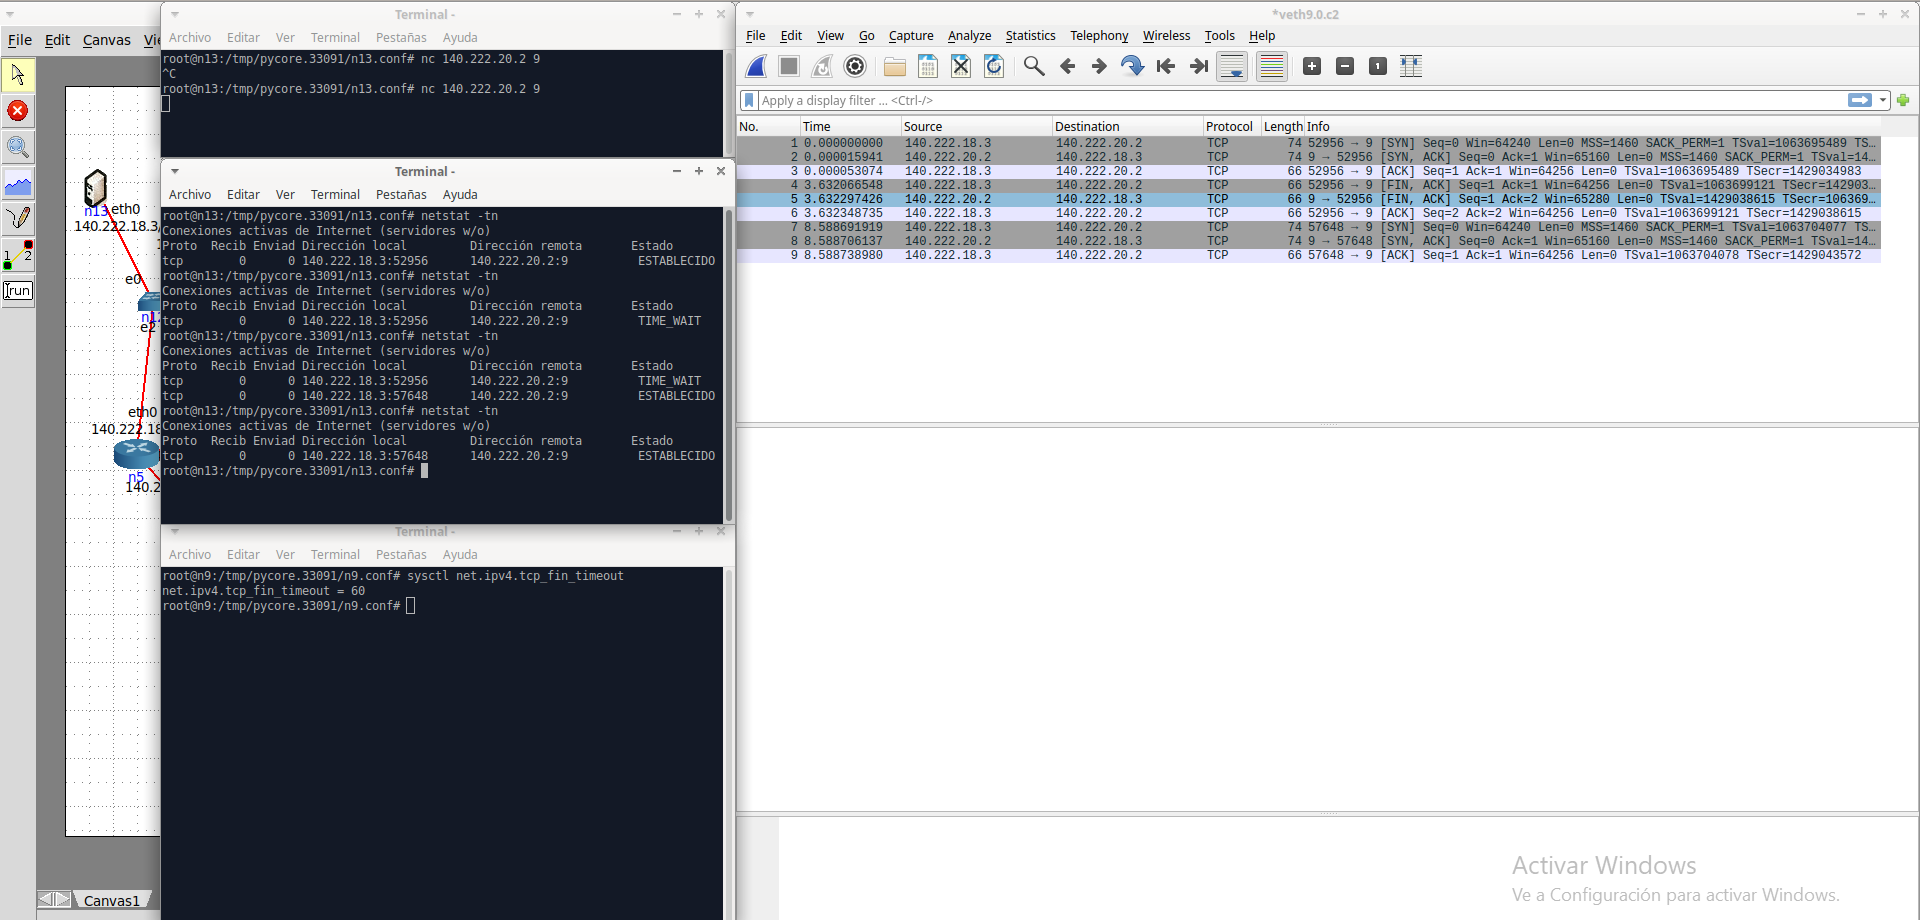 File Edit Canvas
n13 eth0
140.222.18.3/
e0
e2
eth0
140.222.18
n5
140.2
1 2
run
Canvas1
Terminal -
Archivo Editar Ver Terminal Pestañas Ayuda
root@n13:/tmp/pycore.33091/n13.conf# nc 140.222.20.2 9
^C
root@n13:/tmp/pycore.33091/n13.conf# nc 140.222.20.2 9
Terminal -
Archivo Editar Ver Terminal Pestañas Ayuda
root@n13:/tmp/pycore.33091/n13.conf# netstat -tn
Conexiones activas de Internet (servidores w/o)
Proto Recib Enviad Dirección local Dirección remota Estado
tcp 0 0 140.222.18.3:52956 140.222.20.2:9 ESTABLECIDO
root@n13:/tmp/pycore.33091/n13.conf# netstat -tn
Conexiones activas de Internet (servidores w/o)
Proto Recib Enviad Dirección local Dirección remota Estado
tcp 0 0 140.222.18.3:52956 140.222.20.2:9 TIME_WAIT
root@n13:/tmp/pycore.33091/n13.conf# netstat -tn
Conexiones activas de Internet (servidores w/o)
Proto Recib Enviad Dirección local Dirección remota Estado
tcp 0 0 140.222.18.3:52956 140.222.20.2:9 TIME_WAIT
tcp 0 0 140.222.18.3:57648 140.222.20.2:9 ESTABLECIDO
root@n13:/tmp/pycore.33091/n13.conf# netstat -tn
Conexiones activas de Internet (servidores w/o)
Proto Recib Enviad Dirección local Dirección remota Estado
tcp 0 0 140.222.18.3:57648 140.222.20.2:9 ESTABLECIDO
root@n13:/tmp/pycore.33091/n13.conf#
Terminal -
Archivo Editar Ver Terminal Pestañas Ayuda
root@n9:/tmp/pycore.33091/n9.conf# sysctl net.ipv4.tcp_fin_timeout
net.ipv4.tcp_fin_timeout = 60
root@n9:/tmp/pycore.33091/n9.conf#
*veth9.0.c2
File Edit View Go Capture Analyze Statistics Telephony Wireless Tools Help
Apply a display filter ... <Ctrl-/>
No. Time Source Destination Protocol Length Info
1 0.000000000 140.222.18.3 140.222.20.2 TCP 74 52956 → 9 [SYN] Seq=0 Win=64240 Len=0 MSS=1460 SACK_PERM=1 TSval=1063695489 TS...
2 0.000015941 140.222.20.2 140.222.18.3 TCP 74 9 → 52956 [SYN, ACK] Seq=0 Ack=1 Win=65160 Len=0 MSS=1460 SACK_PERM=1 TSval=14...
3 0.000053074 140.222.18.3 140.222.20.2 TCP 66 52956 → 9 [ACK] Seq=1 Ack=1 Win=64256 Len=0 TSval=1063695489 TSecr=1429034983
4 3.632066548 140.222.18.3 140.222.20.2 TCP 66 52956 → 9 [FIN, ACK] Seq=1 Ack=1 Win=64256 Len=0 TSval=1063699121 TSecr=142903...
5 3.632297426 140.222.20.2 140.222.18.3 TCP 66 9 → 52956 [FIN, ACK] Seq=1 Ack=2 Win=65280 Len=0 TSval=1429038615 TSecr=106369...
6 3.632348735 140.222.18.3 140.222.20.2 TCP 66 52956 → 9 [ACK] Seq=2 Ack=2 Win=64256 Len=0 TSval=1063699121 TSecr=1429038615
7 8.588691919 140.222.18.3 140.222.20.2 TCP 74 57648 → 9 [SYN] Seq=0 Win=64240 Len=0 MSS=1460 SACK_PERM=1 TSval=1063704077 TS...
8 8.588706137 140.222.20.2 140.222.18.3 TCP 74 9 → 57648 [SYN, ACK] Seq=0 Ack=1 Win=65160 Len=0 MSS=1460 SACK_PERM=1 TSval=14...
9 8.588738980 140.222.18.3 140.222.20.2 TCP 66 57648 → 9 [ACK] Seq=1 Ack=1 Win=64256 Len=0 TSval=1063704078 TSecr=1429043572
Activar Windows
Ve a Configuración para activar Windows.